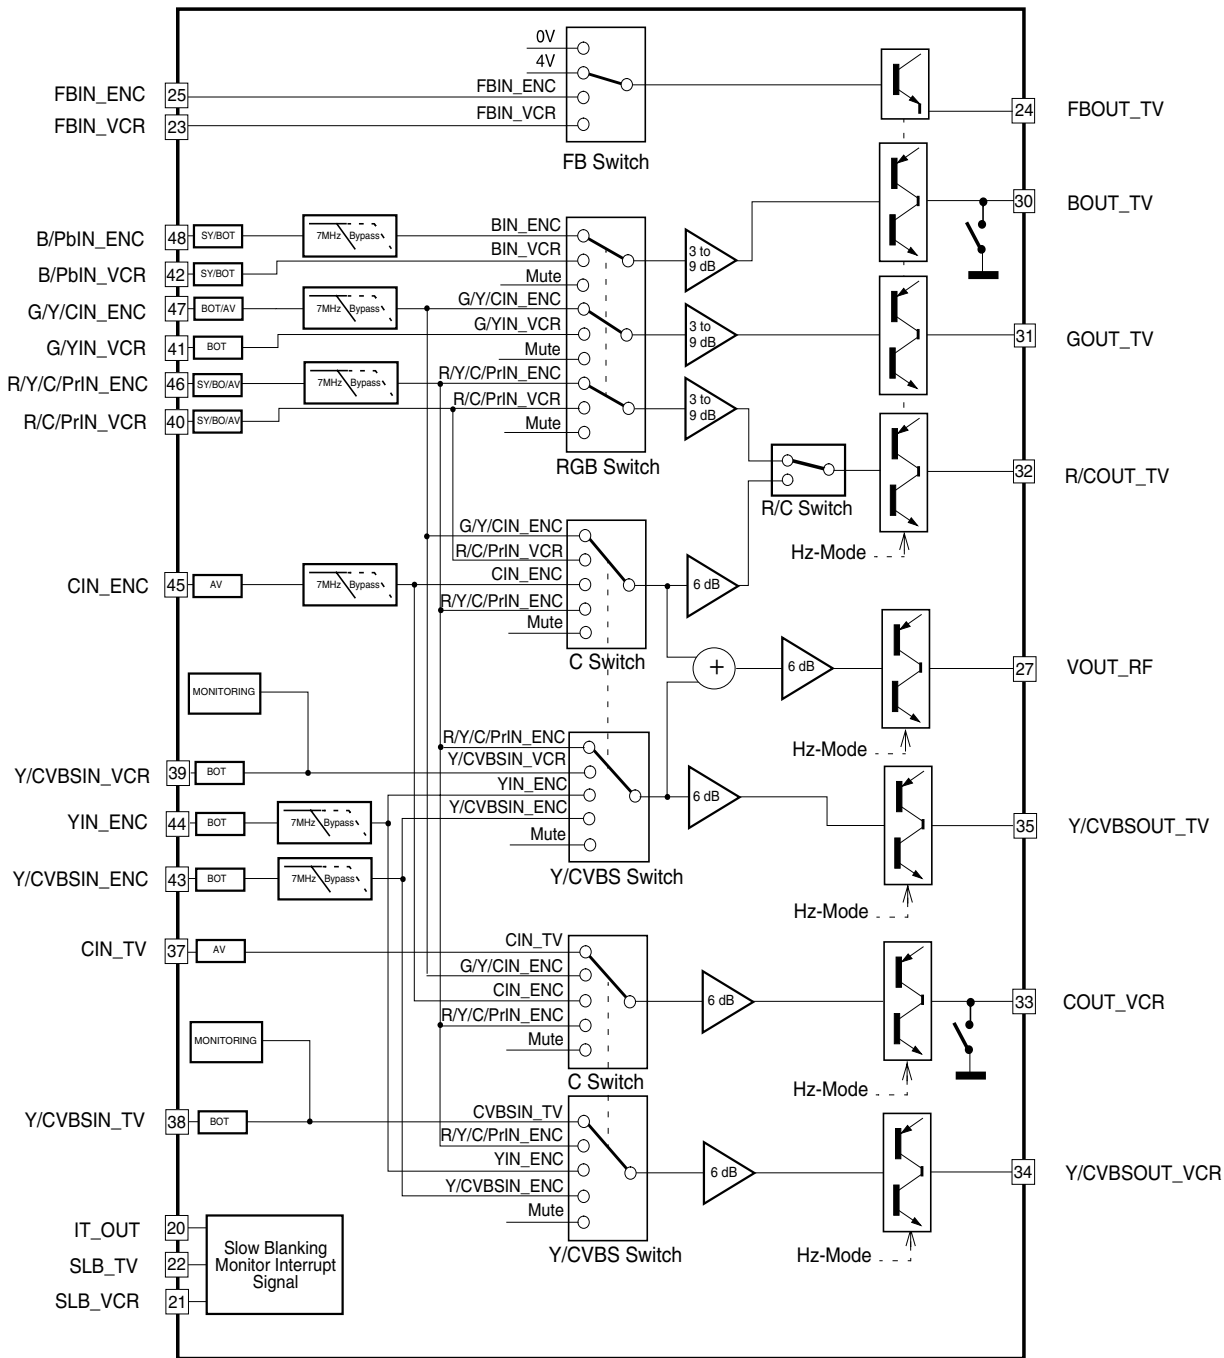 0V
4V
FBIN_ENC 25 FBIN_ENC
FBIN_VCR 23 FBIN_VCR
24 FBOUT_TV
FB Switch
B/PbIN_ENC 48 SY/BOT 7MHz Bypass BIN_ENC
30 BOUT_TV
B/PbIN_VCR 42 SY/BOT BIN_VCR
3 to
9 dB
Mute
G/Y/CIN_ENC 47 BOT/AV 7MHz Bypass G/Y/CIN_ENC
G/YIN_VCR 41 BOT G/YIN_VCR
3 to
9 dB
31 GOUT_TV
Mute
R/Y/C/PrIN_ENC 46 SY/BO/AV 7MHz Bypass R/Y/C/PrIN_ENC
R/C/PrIN_VCR 40 SY/BO/AV R/C/PrIN_VCR
3 to
9 dB
Mute
RGB Switch
32 R/COUT_TV
R/C Switch
Hz-Mode
G/Y/CIN_ENC
R/C/PrIN_VCR
CIN_ENC 45 AV 7MHz Bypass CIN_ENC
6 dB
R/Y/C/PrIN_ENC
Mute
C Switch
+
6 dB
27 VOUT_RF
Hz-Mode
MONITORING
R/Y/C/PrIN_ENC
Y/CVBSIN_VCR 39 BOT Y/CVBSIN_VCR
YIN_ENC 44 BOT 7MHz Bypass YIN_ENC
6 dB
35 Y/CVBSOUT_TV
Y/CVBSIN_ENC 43 BOT 7MHz Bypass Y/CVBSIN_ENC
Mute
Y/CVBS Switch
Hz-Mode
CIN_TV 37 AV CIN_TV
G/Y/CIN_ENC
CIN_ENC
6 dB
33 COUT_VCR
R/Y/C/PrIN_ENC
Mute
C Switch
Hz-Mode
MONITORING
Y/CVBSIN_TV 38 BOT CVBSIN_TV
R/Y/C/PrIN_ENC
YIN_ENC
6 dB
34 Y/CVBSOUT_VCR
Y/CVBSIN_ENC
Mute
Y/CVBS Switch
Hz-Mode
IT_OUT 20
SLB_TV 22
SLB_VCR 21
Slow Blanking
Monitor Interrupt
Signal